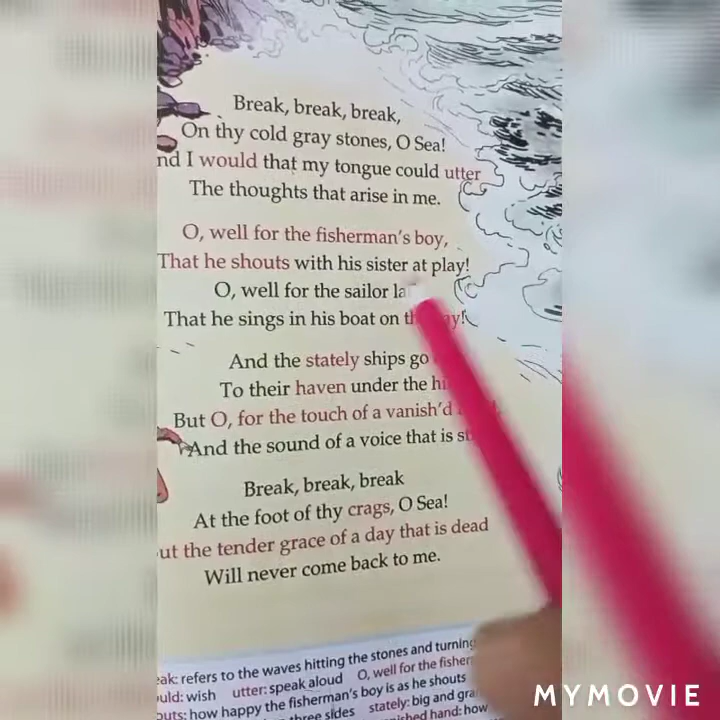 Break, break, break,
On thy cold gray stones, O Sea!
nd I would that my tongue could utter
The thoughts that arise in me.
O, well for the fisherman's boy,
That he shouts with his sister at play!
O, well for the sailor la
That he sings in his boat on th ay!
And the stately ships go
To their haven under the hi
But O, for the touch of a vanish'd
And the sound of a voice that is st
Break, break, break
At the foot of thy crags, O Sea!
ut the tender grace of a day that is dead
Will never come back to me.
eak: refers to the waves hitting the stones and turning
uld: wish utter: speak aloud O, well for the fisher
outs: how happy the fisherman's boy is as he shouts
three sides stately: big and gra
ished hand: how
MYMOVIE